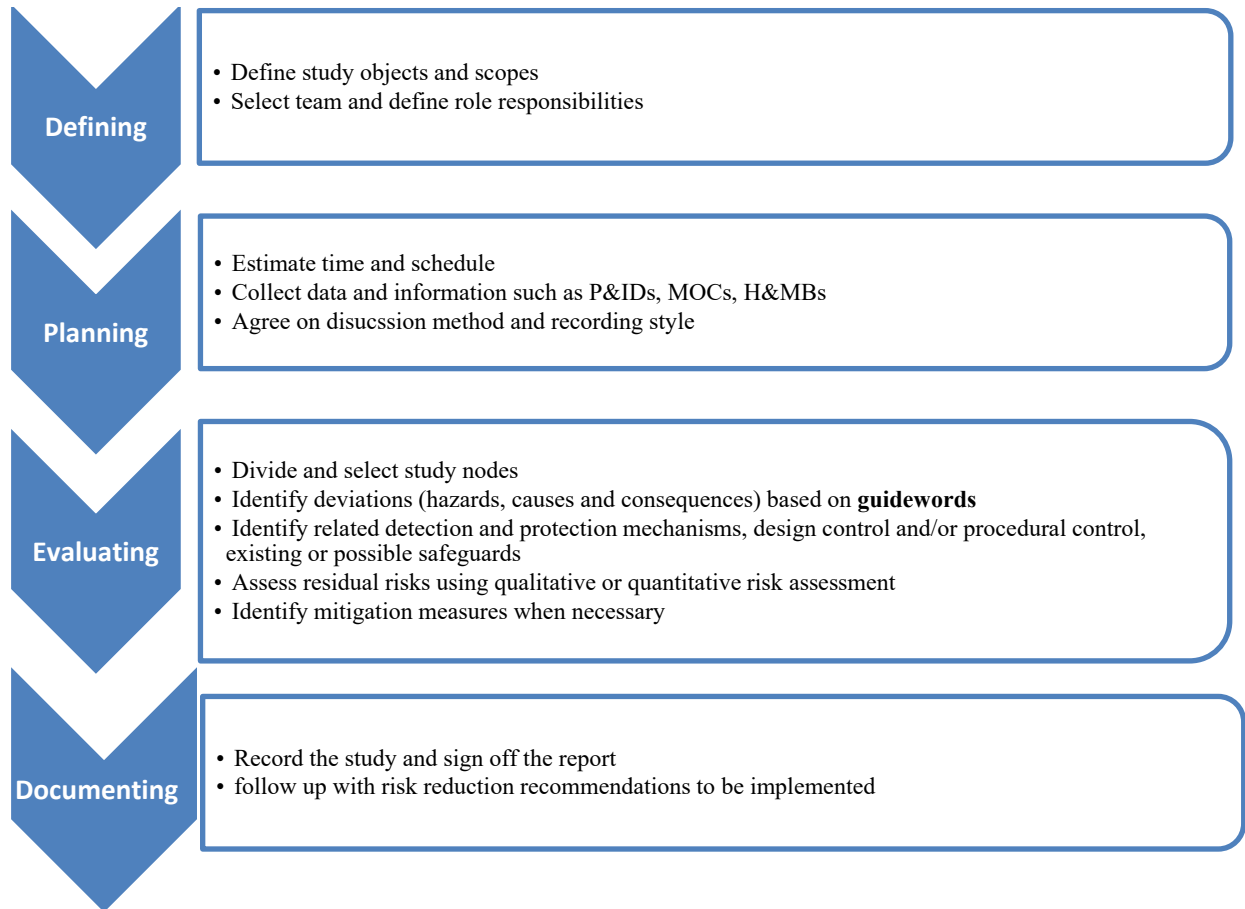 Defining
• Define study objects and scopes
• Select team and define role responsibilities
Planning
• Estimate time and schedule
• Collect data and information such as P&IDs, MOCs, H&MBs
• Agree on disucssion method and recording style
Evaluating
• Divide and select study nodes
• Identify deviations (hazards, causes and consequences) based on guidewords
• Identify related detection and protection mechanisms, design control and/or procedural control,
existing or possible safeguards
• Assess residual risks using qualitative or quantitative risk assessment
• Identify mitigation measures when necessary
Documenting
• Record the study and sign off the report
• follow up with risk reduction recommendations to be implemented